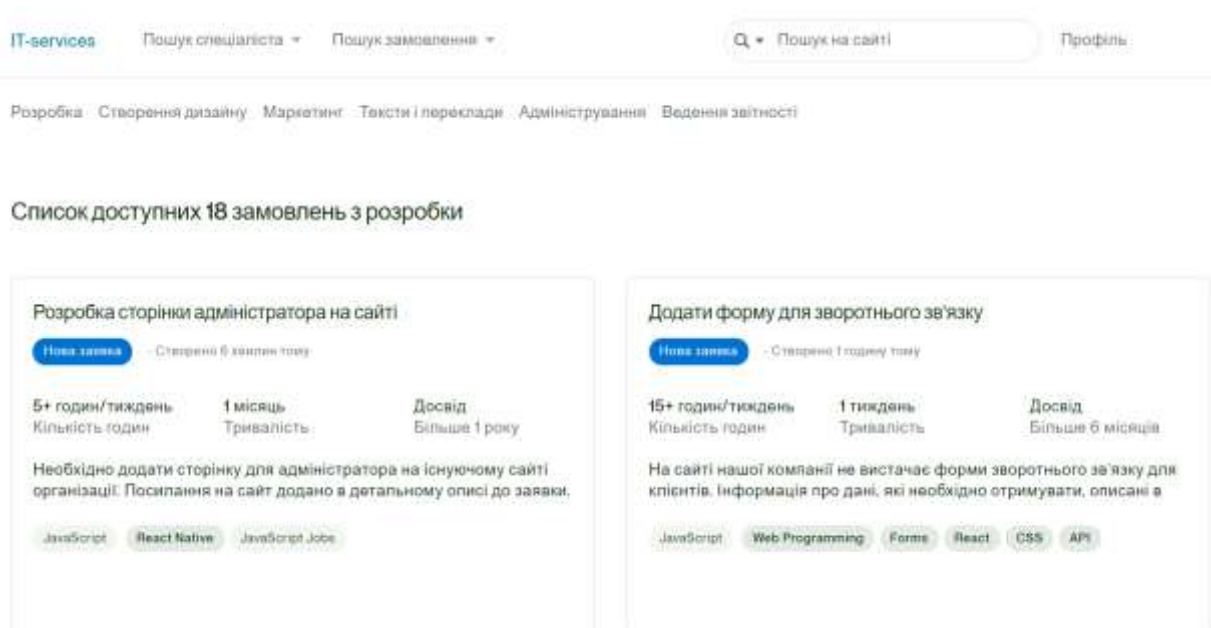 IT-services Пошук спеціаліста Пошук замовлення Пошук на сайті Профіль
Розробка Створення дизайну Маркетинг Тексти і переклади Адміністрування Ведення звітності
Список доступних 18 замовлень з розробки
Розробка сторінки адміністратора на сайті
Нова заявка - Створено 6 хвилин тому
5+ годин/тиждень 1 місяць Досвід
Кількість годин Тривалість Більше 1 року
Необхідно додати сторінку для адміністратора на існуючому сайті
організації. Посилання на сайт додано в детальному описі до заявки.
JavaScript React Native JavaScript Jobs
Додати форму для зворотнього зв'язку
Нова заявка - Створено 1 годину тому
15+ годин/тиждень 1 тиждень Досвід
Кількість годин Тривалість Більше 6 місяців
На сайті нашої компанії не вистачає форми зворотнього зв'язку для
клієнтів. Інформація про дані, які необхідно отримувати, описані в
JavaScript Web Programming Forms React CSS API